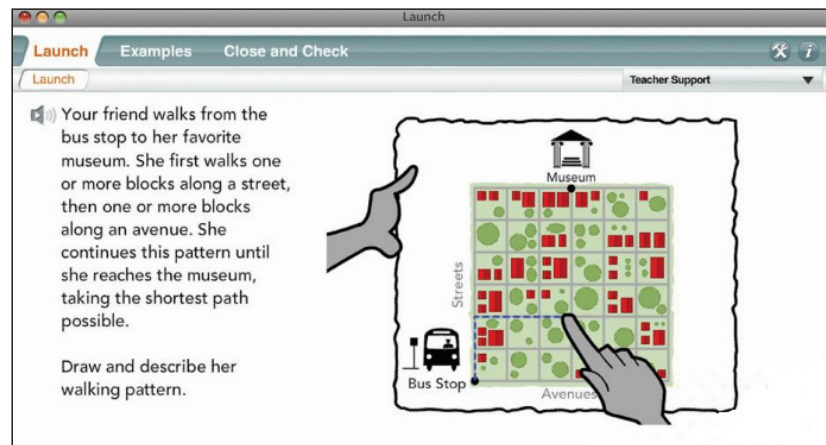 Launch
Launch Examples Close and Check
Launch
Teacher Support
Your friend walks from the
bus stop to her favorite
museum. She first walks one
or more blocks along a street,
then one or more blocks
along an avenue. She
continues this pattern until
she reaches the museum,
taking the shortest path
possible.
Draw and describe her
walking pattern.
Museum
Streets
Bus Stop
Avenues